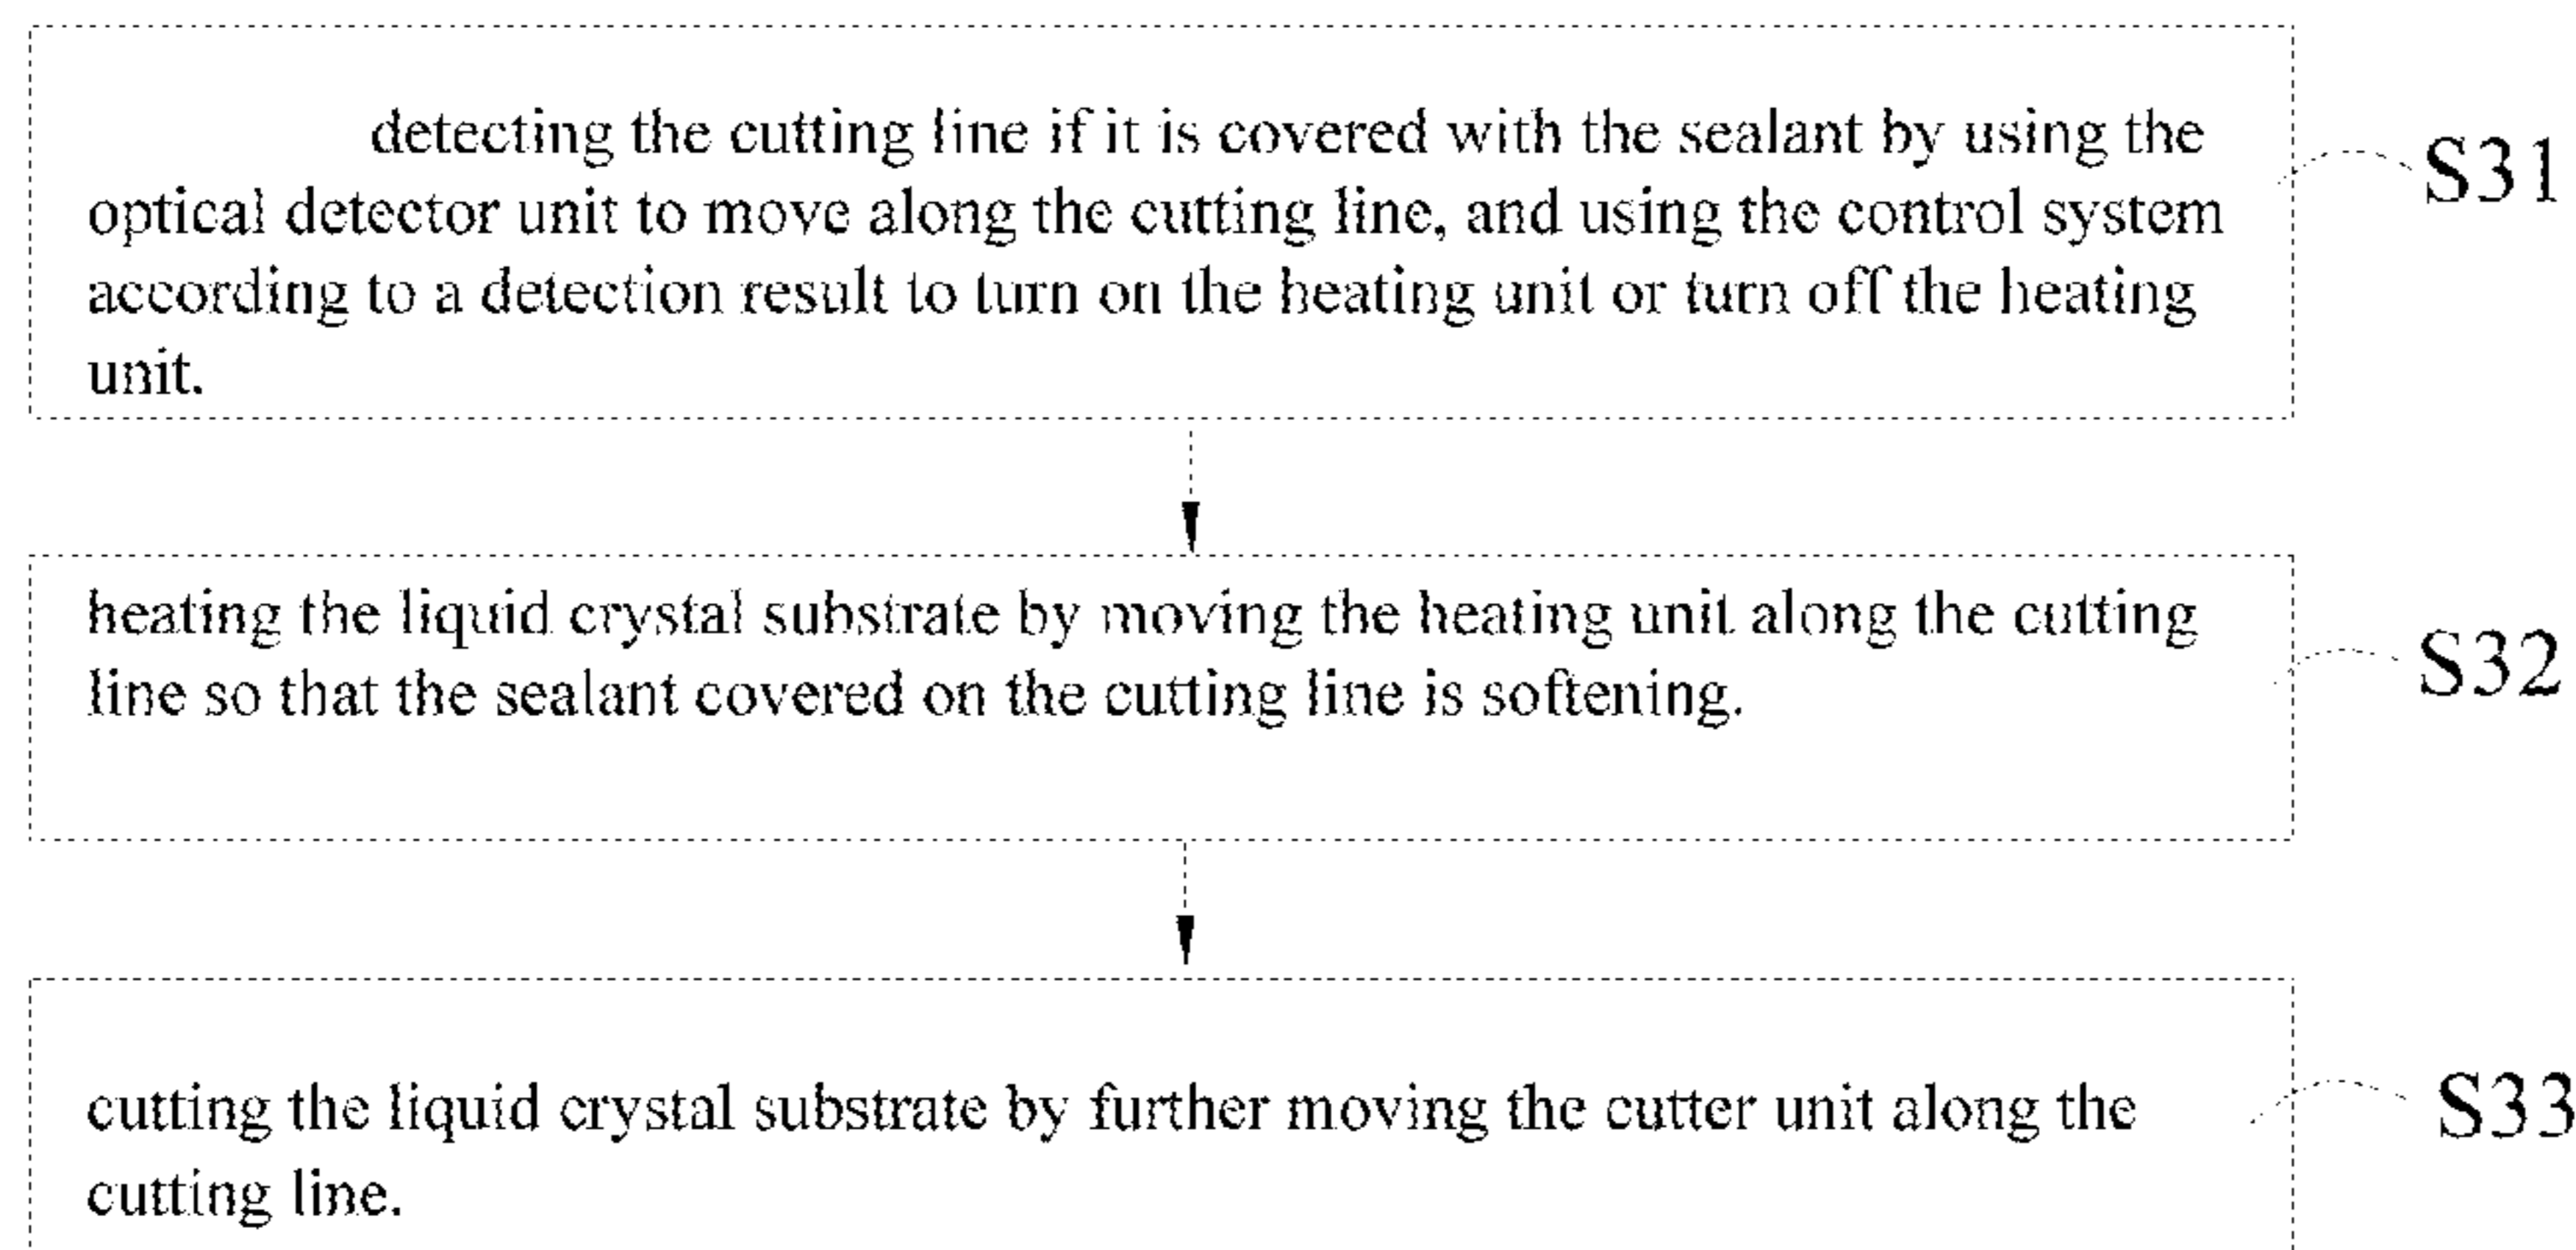 detecting the cutting line if it is covered with the sealant by using the
optical detector unit to move along the cutting line, and using the control system
according to a detection result to turn on the heating unit or turn off the heating
unit.
S31
heating the liquid crystal substrate by moving the heating unit along the cutting
line so that the sealant covered on the cutting line is softening.
S32
cutting the liquid crystal substrate by further moving the cutter unit along the
cutting line.
S33